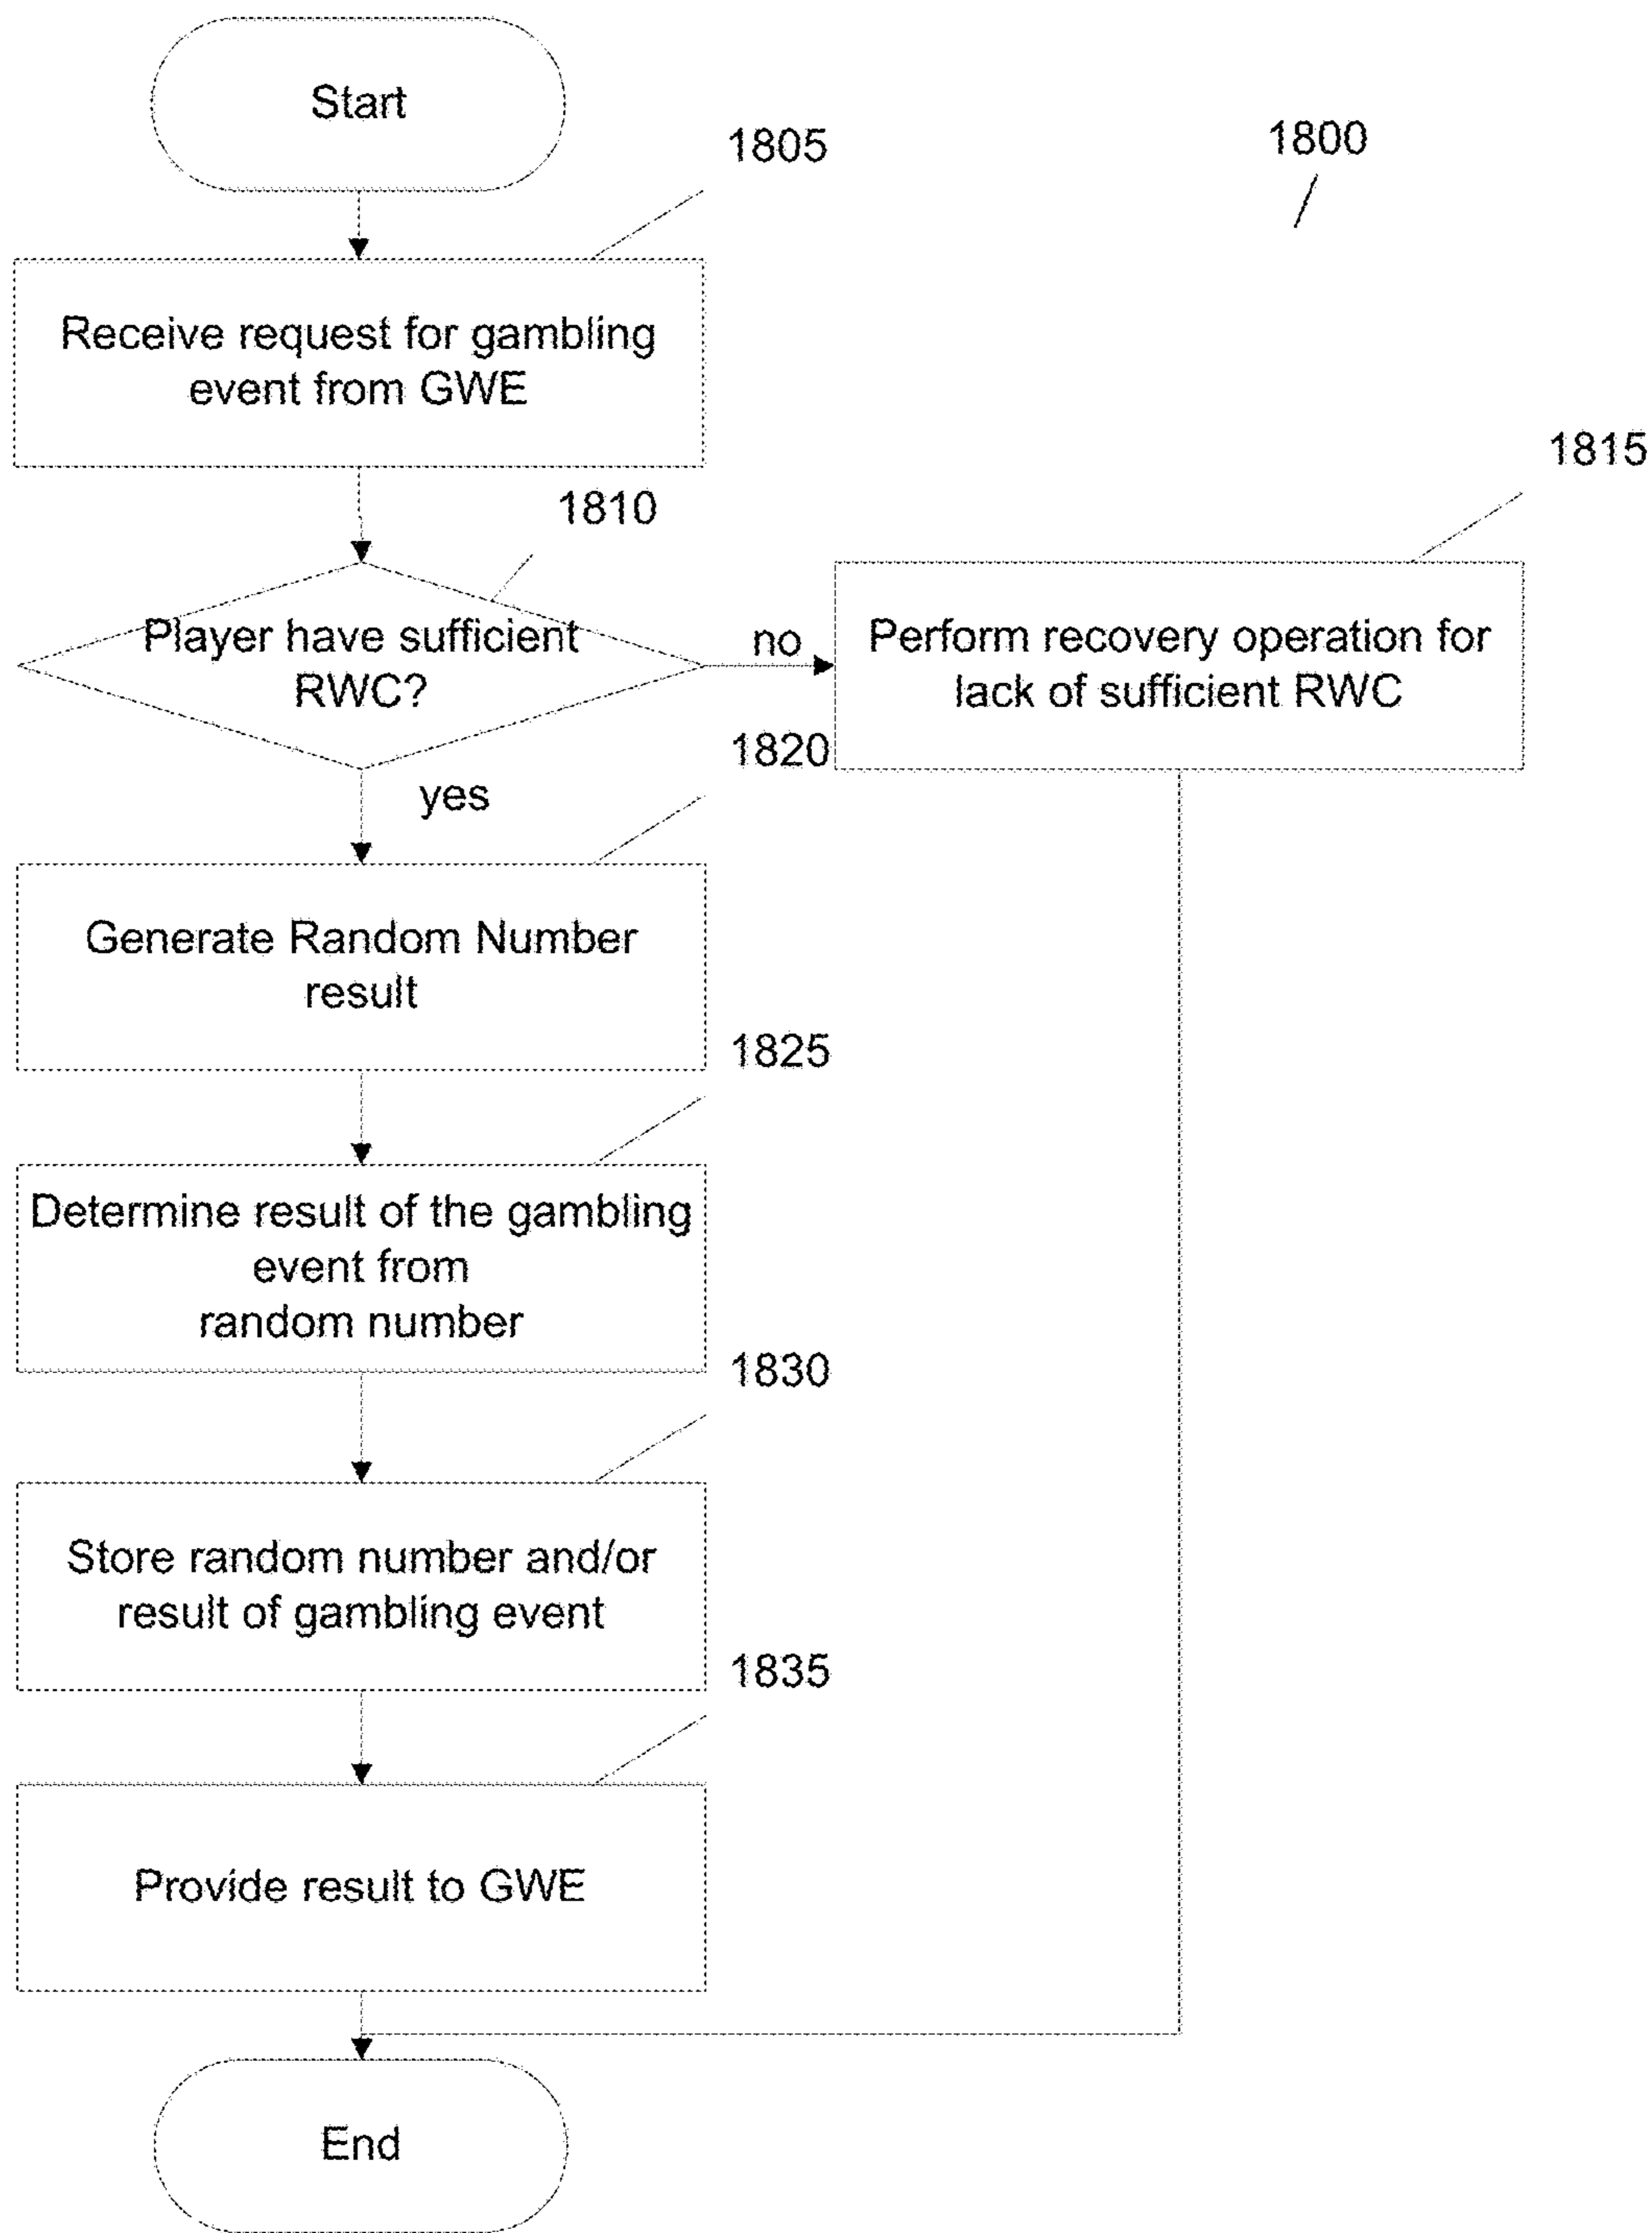 Start
1805
1800
Receive request for gambling
event from GWE
1810
1815
Player have sufficient
RWC?
no
Perform recovery operation for
lack of sufficient RWC
yes
1820
Generate Random Number
result
1825
Determine result of the gambling
event from
random number
1830
Store random number and/or
result of gambling event
1835
Provide result to GWE
End